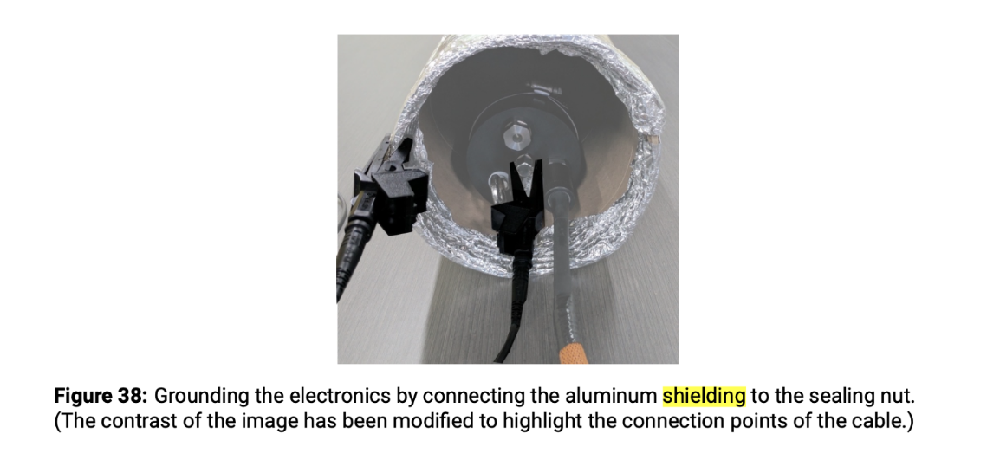 Figure 38: Grounding the electronics by connecting the aluminum shielding to the sealing nut.
(The contrast of the image has been modified to highlight the connection points of the cable.)